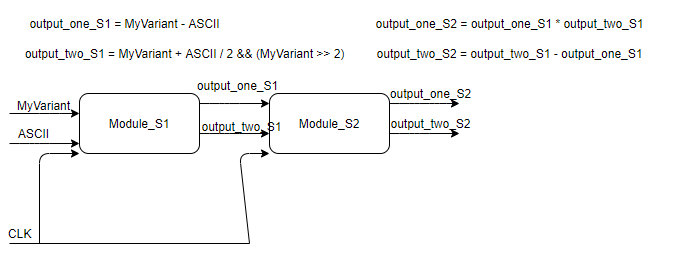 output_one_S1 = MyVariant - ASCII
output_one_S2 = output_one_S1 * output_two_S1
output_two_S1 = MyVariant + ASCII / 2 && (MyVariant >> 2)
output_two_S2 = output_two_S1 - output_one_S1
output_one_S1
output_one_S2
MyVariant
Module_S1
output_two_S1
Module_S2
output_two_S2
ASCII
CLK